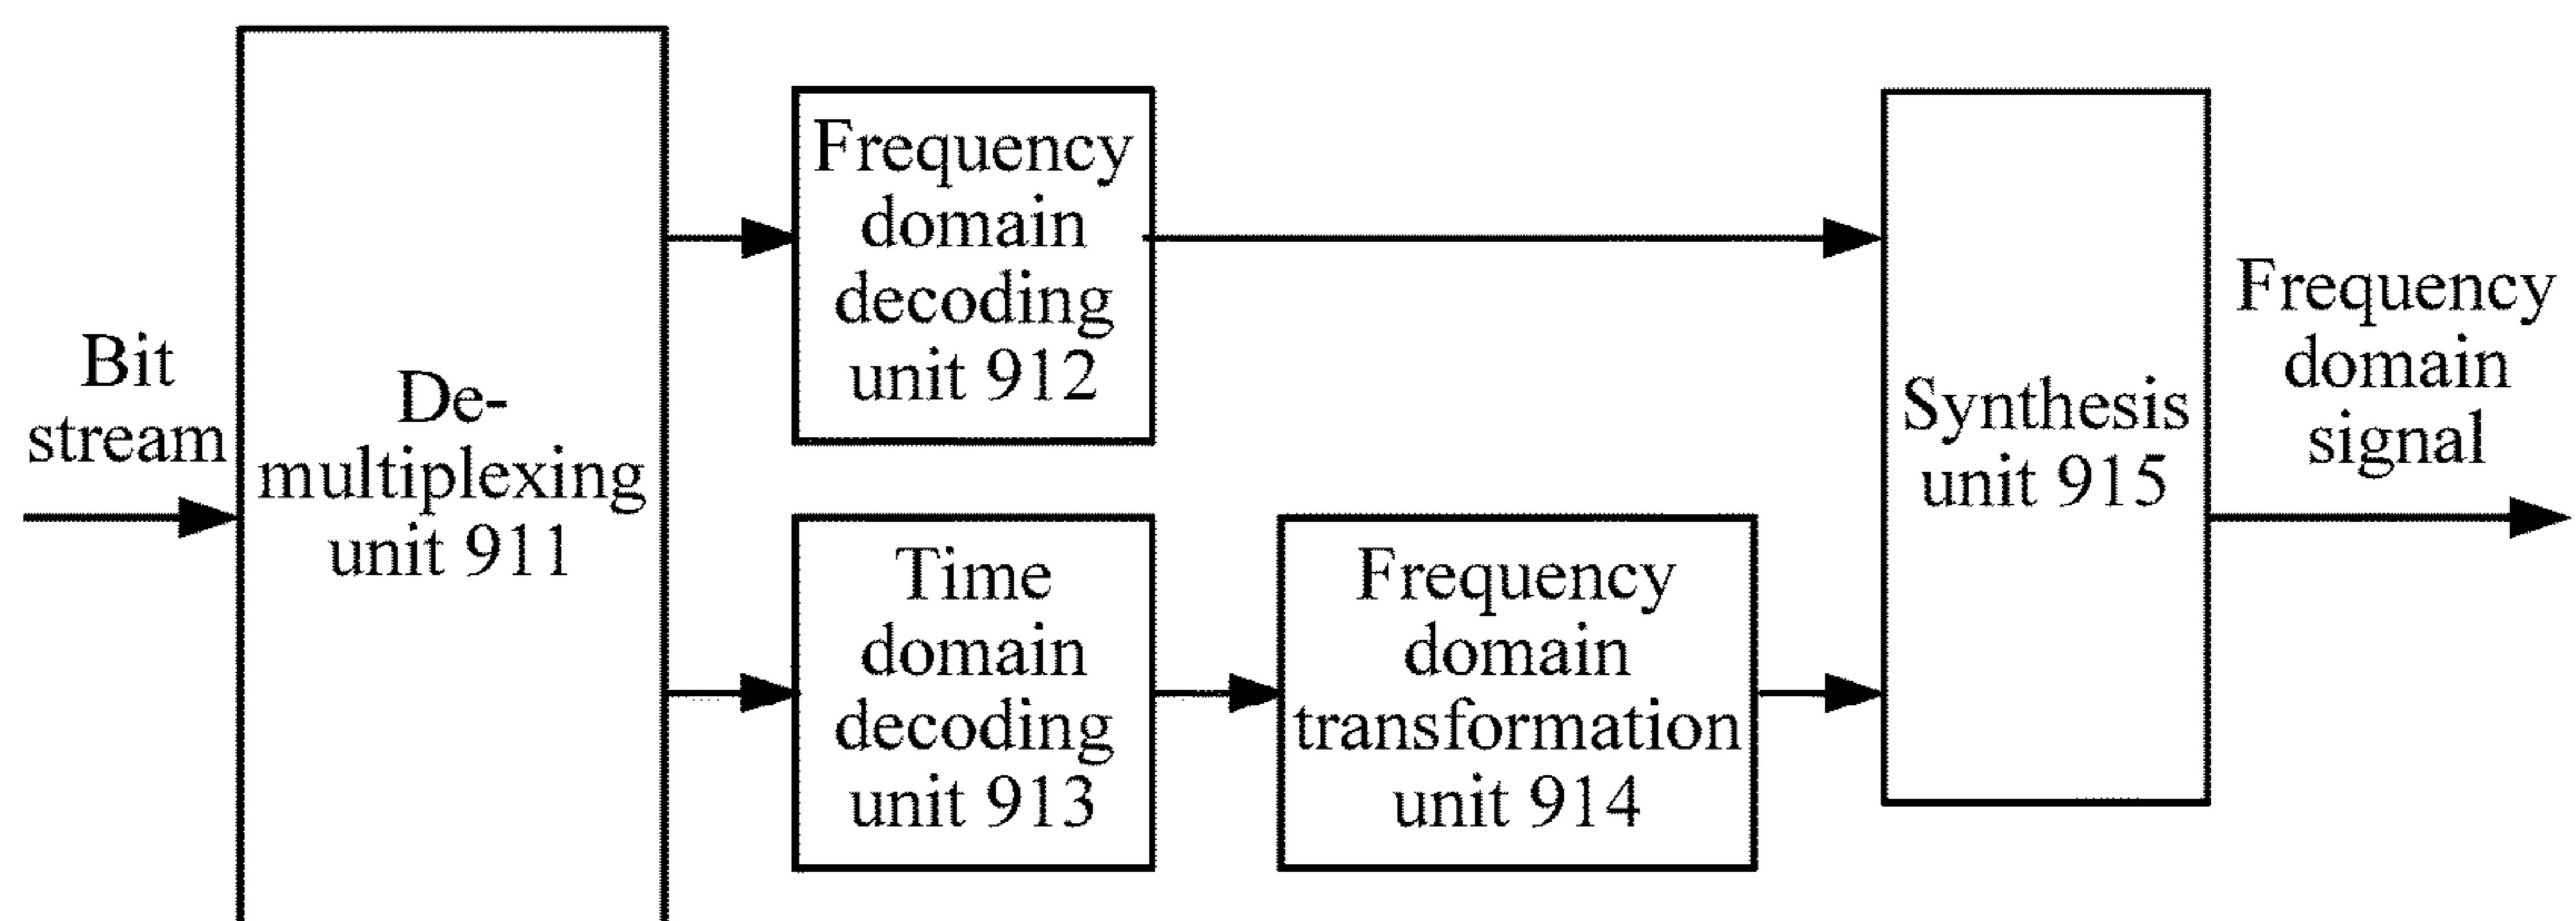 Bit
stream
De-
multiplexing
unit 911
Frequency
domain
decoding
unit 912
Time
domain
decoding
unit 913
Frequency
domain
transformation
unit 914
Synthesis
unit 915
Frequency
domain
signal